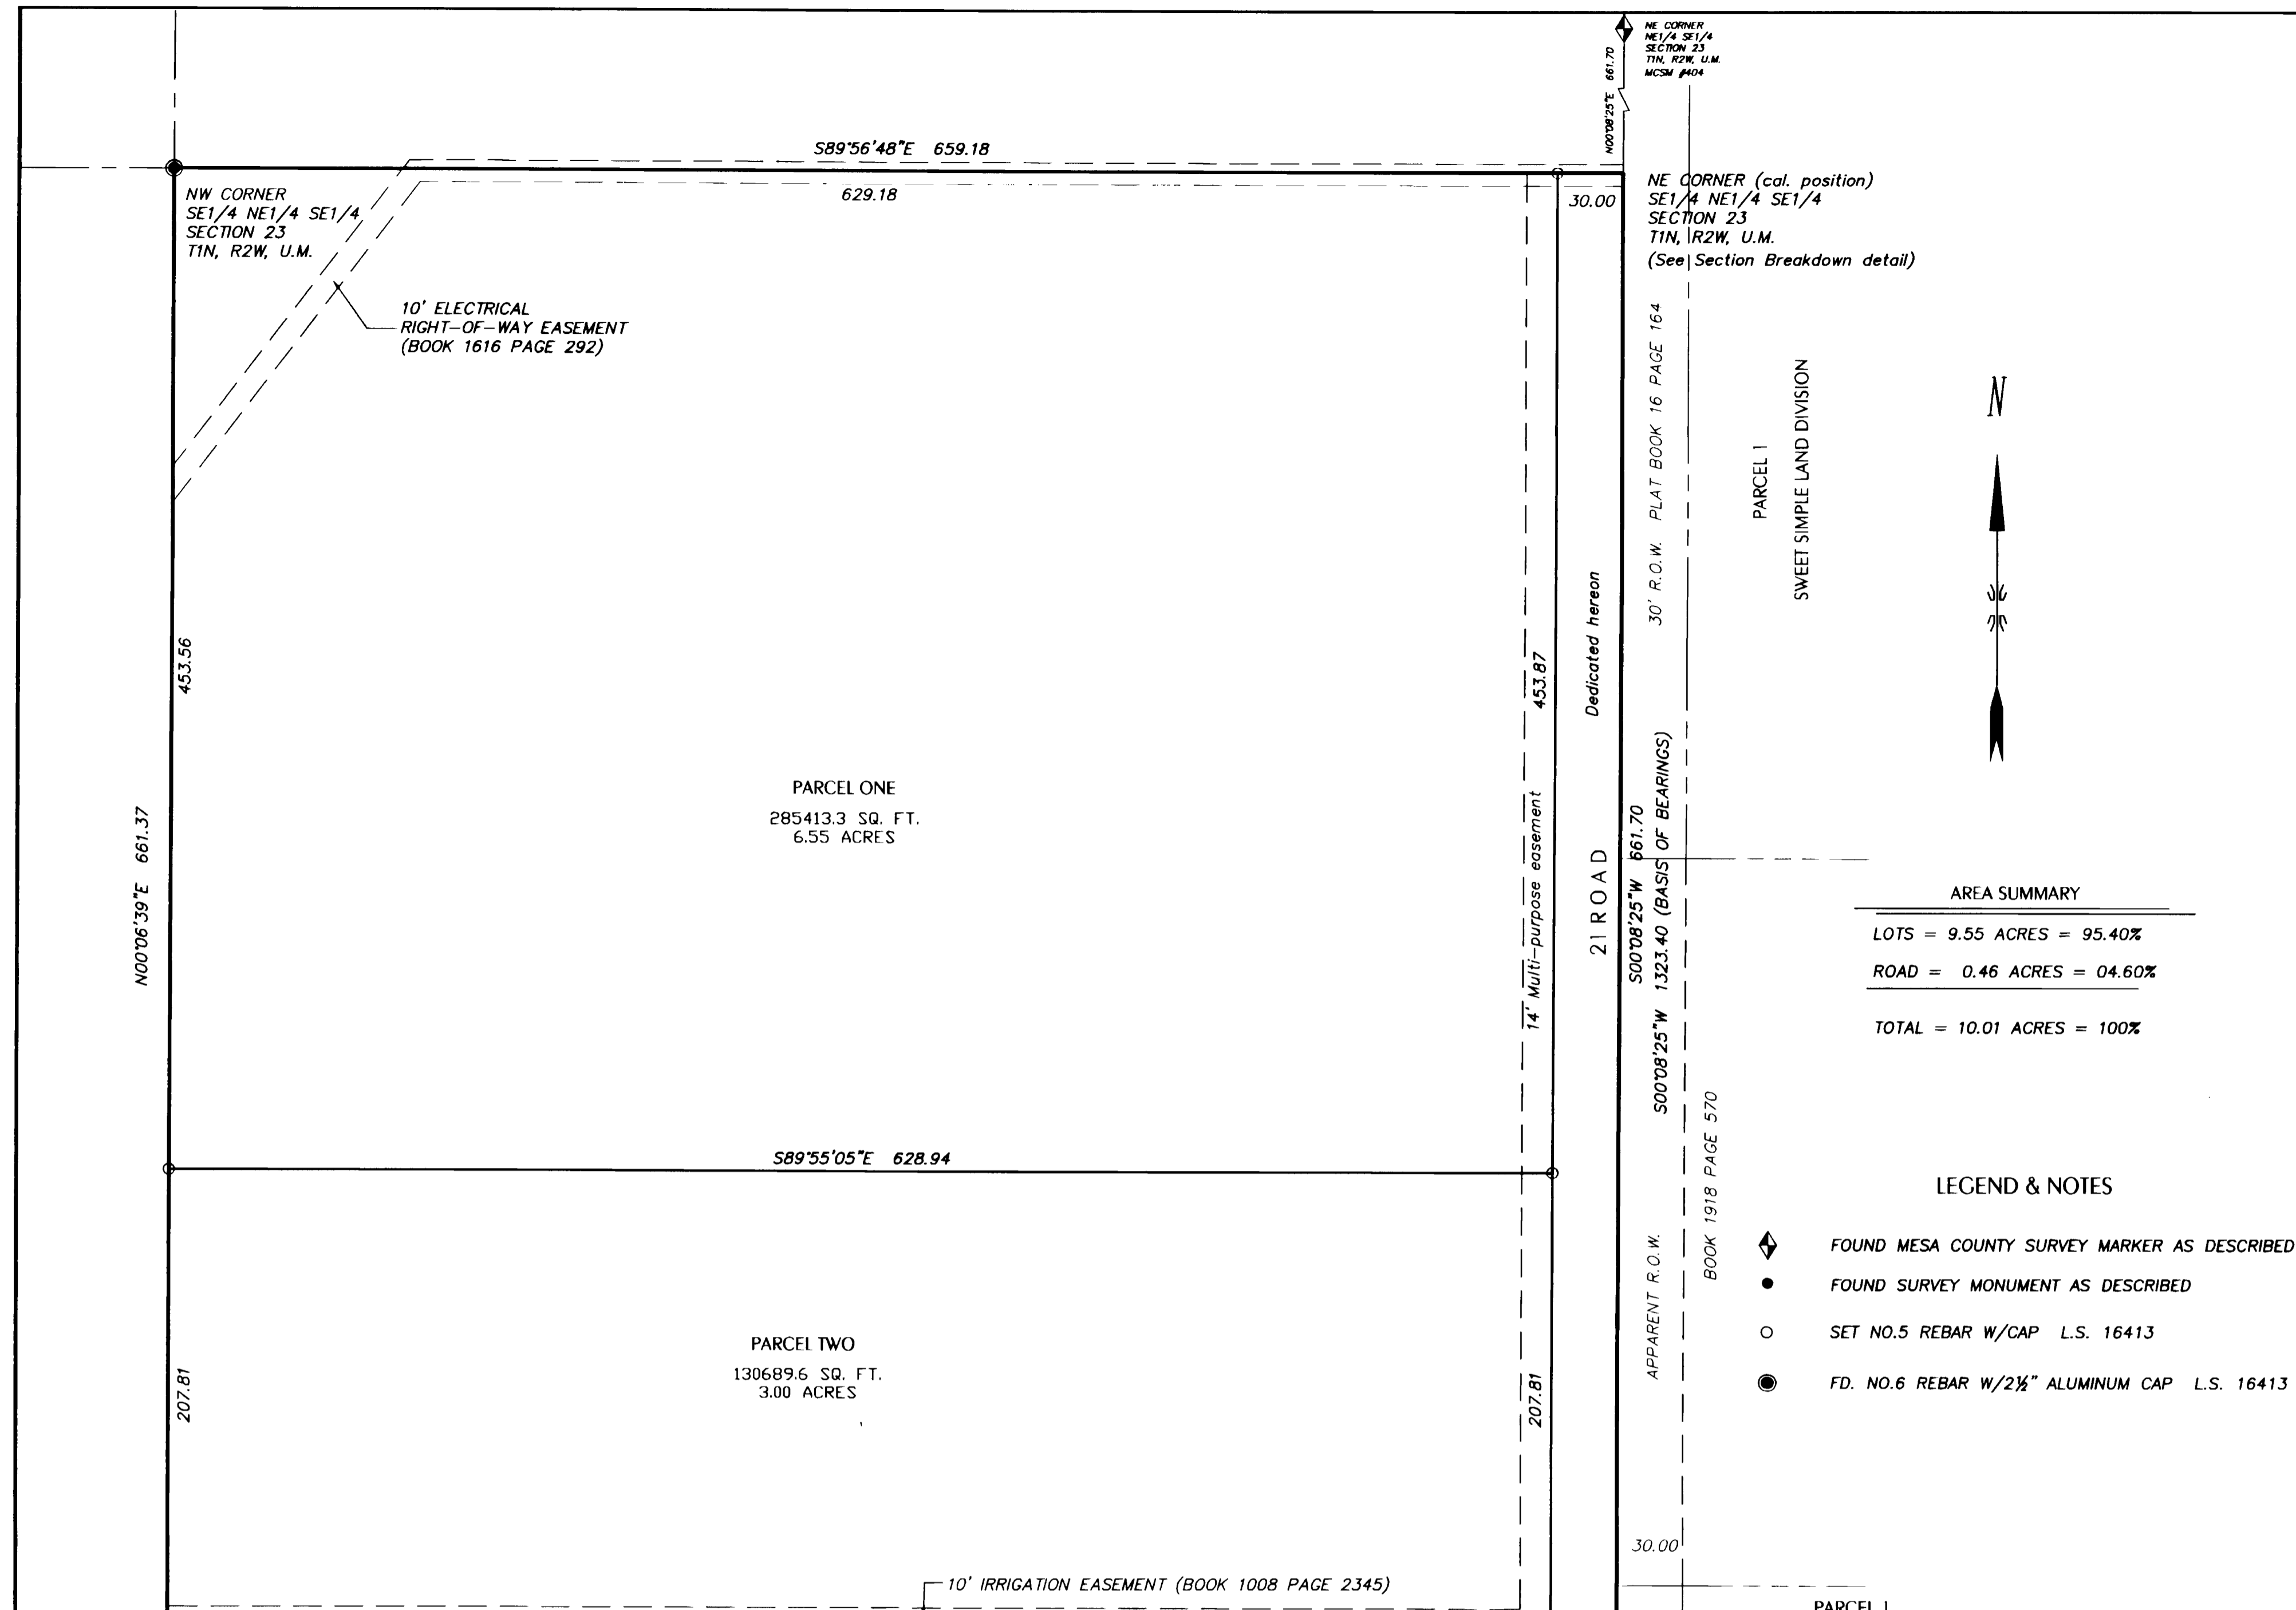 NE CORNER
NE1/4 SE1/4
SECTION 23
T1N, R2W, U.M.
MCSM #404
N00°08'25"E 661.70
S89°56'48"E 659.18
629.18
30.00
NW CORNER
SE1/4 NE1/4 SE1/4
SECTION 23
T1N, R2W, U.M.
NE CORNER (cal. position)
SE1/4 NE1/4 SE1/4
SECTION 23
T1N, R2W, U.M.
(See Section Breakdown detail)
10' ELECTRICAL
RIGHT-OF-WAY EASEMENT
(BOOK 1616 PAGE 292)
30' R.O.W. PLAT BOOK 16 PAGE 164
PARCEL 1
SWEET SIMPLE LAND DIVISION
N
453.56
N00°06'39"E 661.37
PARCEL ONE
285413.3 SQ. FT.
6.55 ACRES
14' Multi-purpose easement
453.87
Dedicated hereon
21 ROAD
S00°08'25"W 661.70
S00°08'25"W 1323.40 (BASIS OF BEARINGS)
AREA SUMMARY
LOTS = 9.55 ACRES = 95.40%
ROAD = 0.46 ACRES = 04.60%
TOTAL = 10.01 ACRES = 100%
S89°55'05"E 628.94
BOOK 1918 PAGE 570
APPARENT R.O.W.
LEGEND & NOTES
FOUND MESA COUNTY SURVEY MARKER AS DESCRIBED
FOUND SURVEY MONUMENT AS DESCRIBED
SET NO.5 REBAR W/CAP L.S. 16413
FD. NO.6 REBAR W/2½" ALUMINUM CAP L.S. 16413
PARCEL TWO
130689.6 SQ. FT.
3.00 ACRES
207.81
207.81
30.00
10' IRRIGATION EASEMENT (BOOK 1008 PAGE 2345)
PARCEL 1